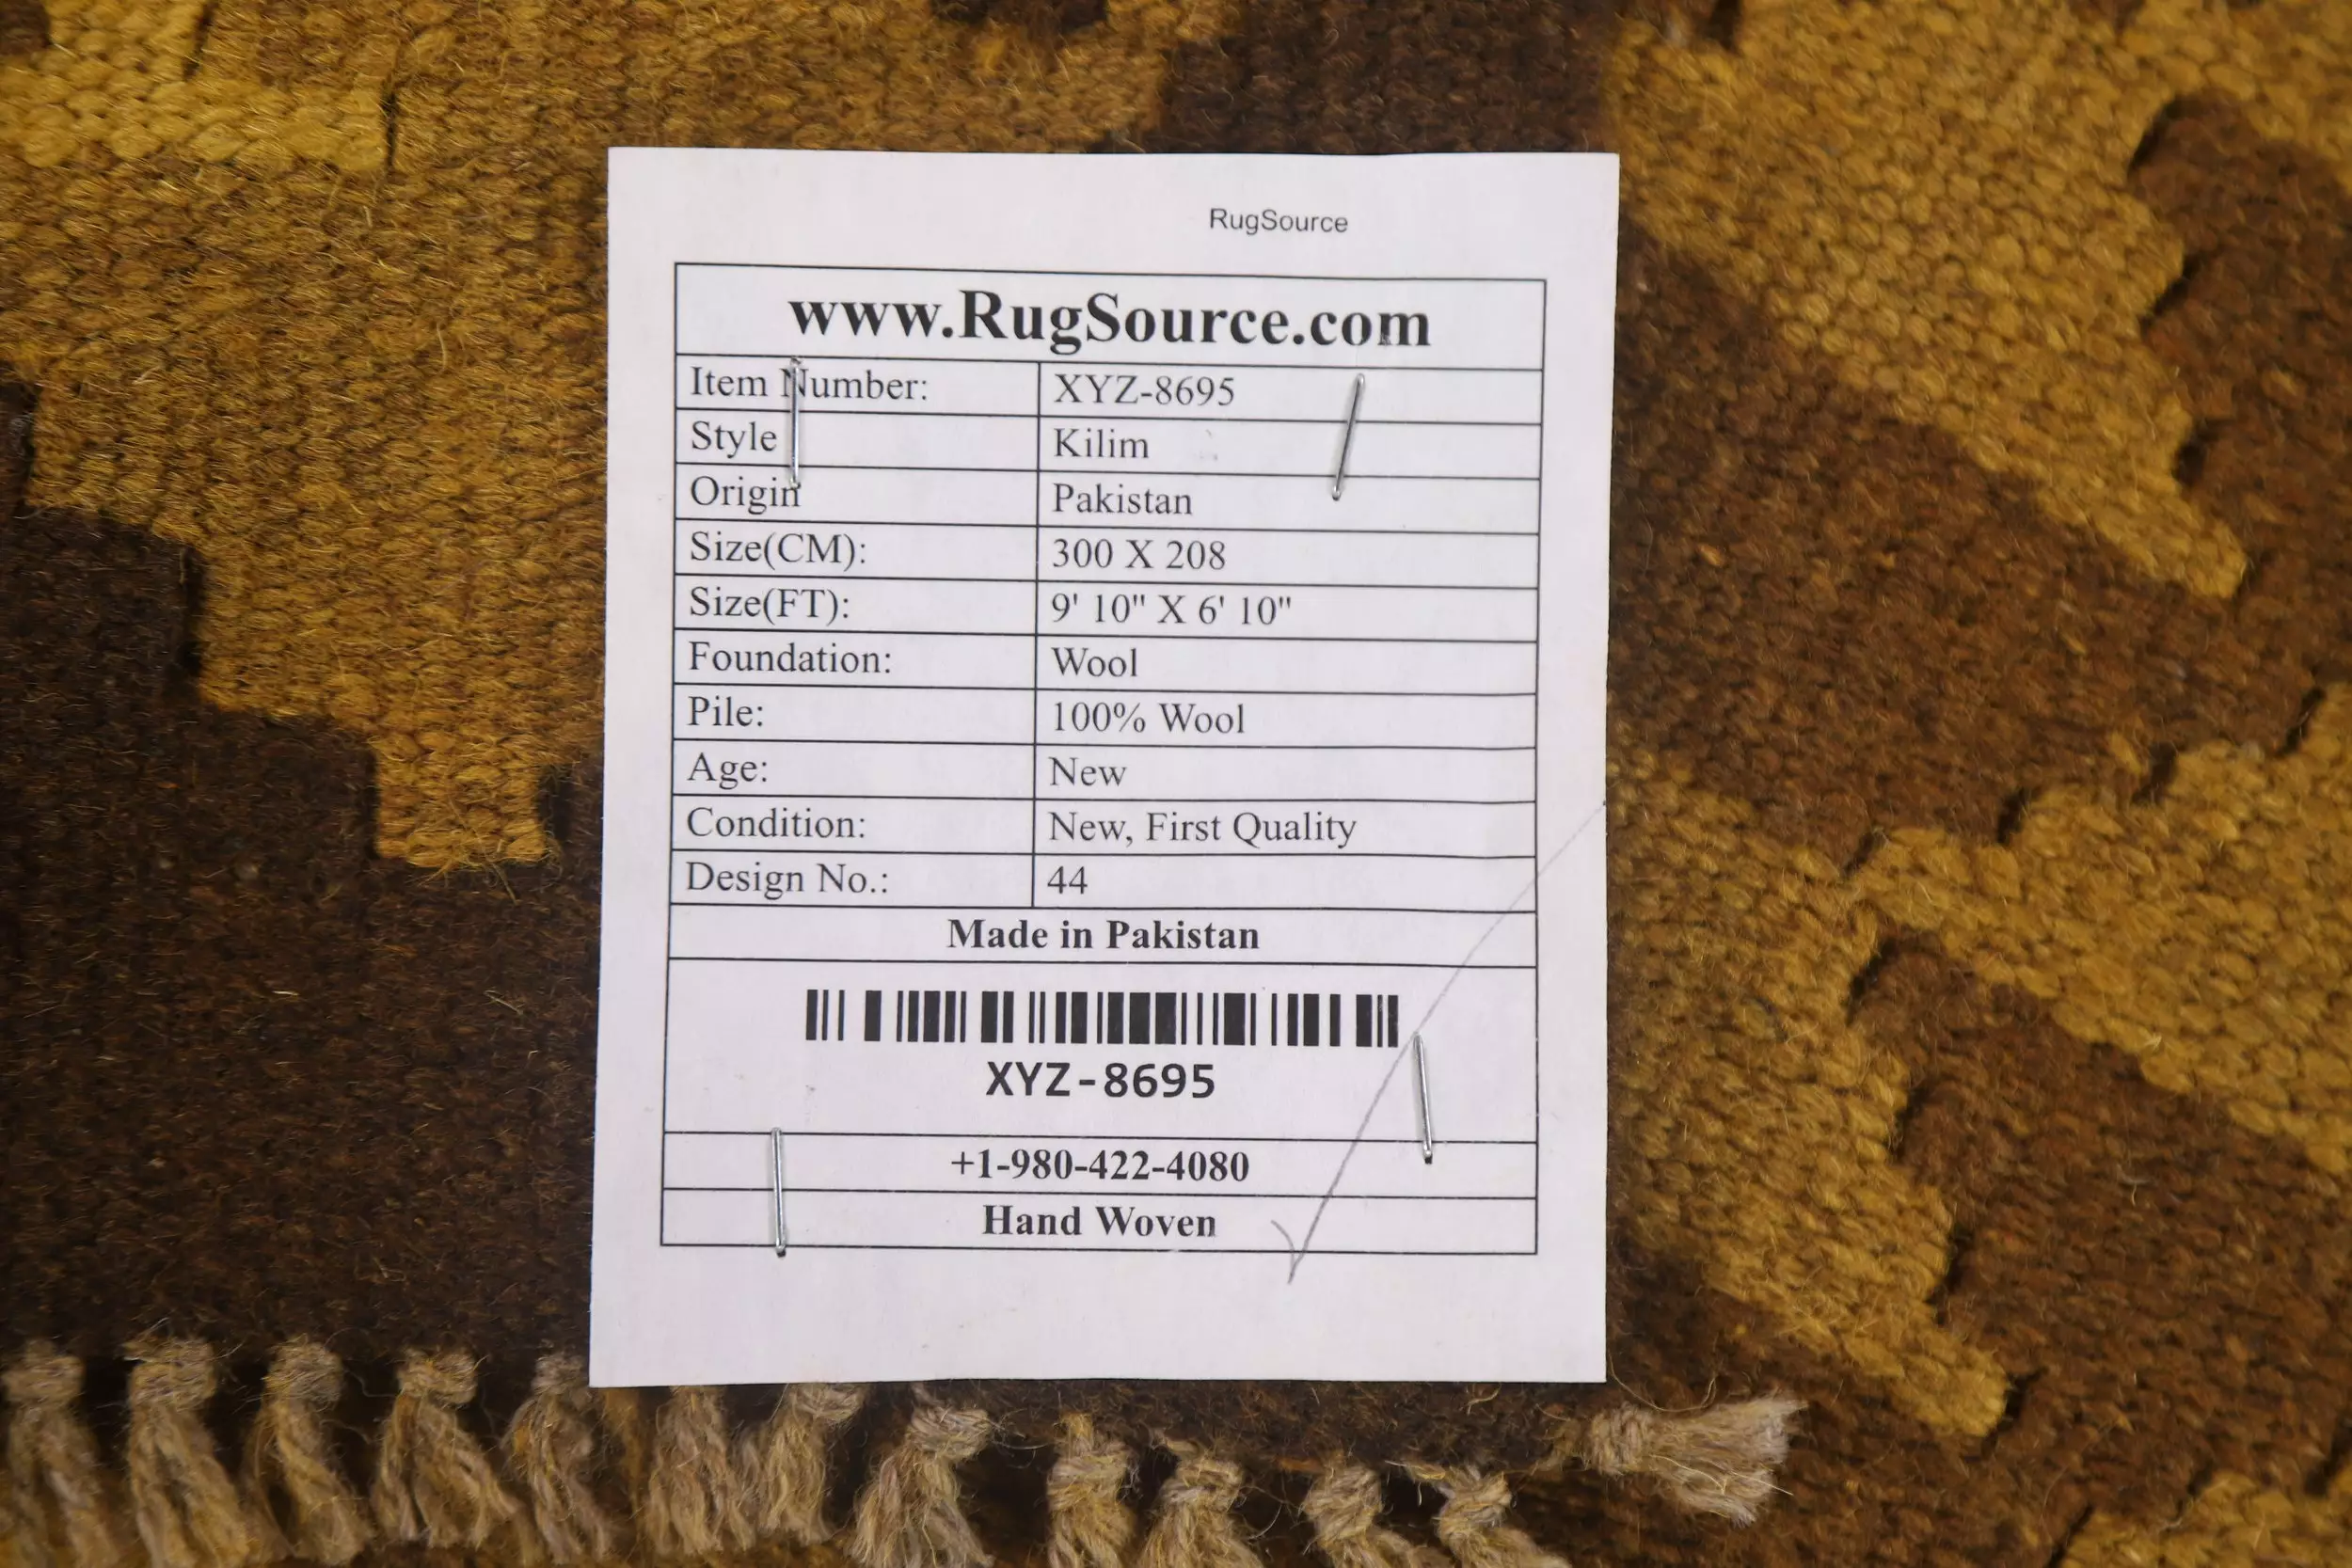 RugSource
www.RugSource.com
Item Number: XYZ-8695
Style Kilim
Origin Pakistan
Size(CM): 300 X 208
Size(FT): 9' 10" X 6' 10"
Foundation: Wool
Pile: 100% Wool
Age: New
Condition: New, First Quality
Design No.: 44
Made in Pakistan
XYZ-8695
+1-980-422-4080
Hand Woven